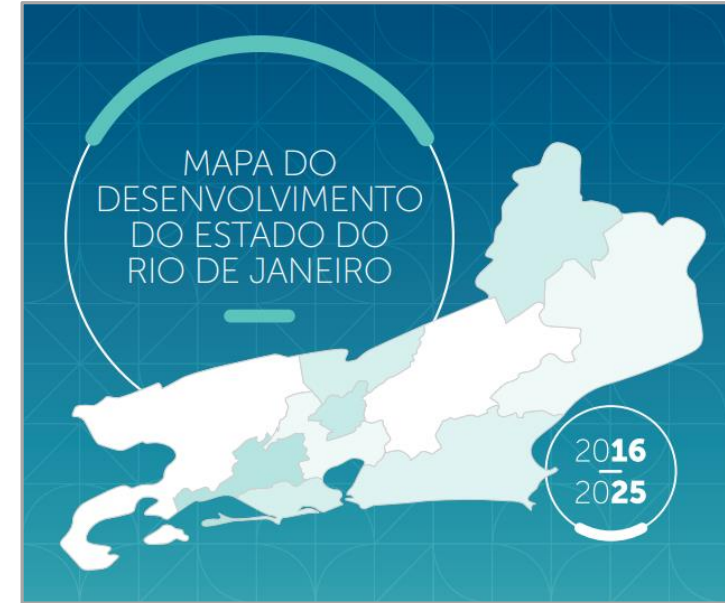 MAPA DO
DESENVOLVIMENTO
DO ESTADO DO
RIO DE JANEIRO
2016
2025